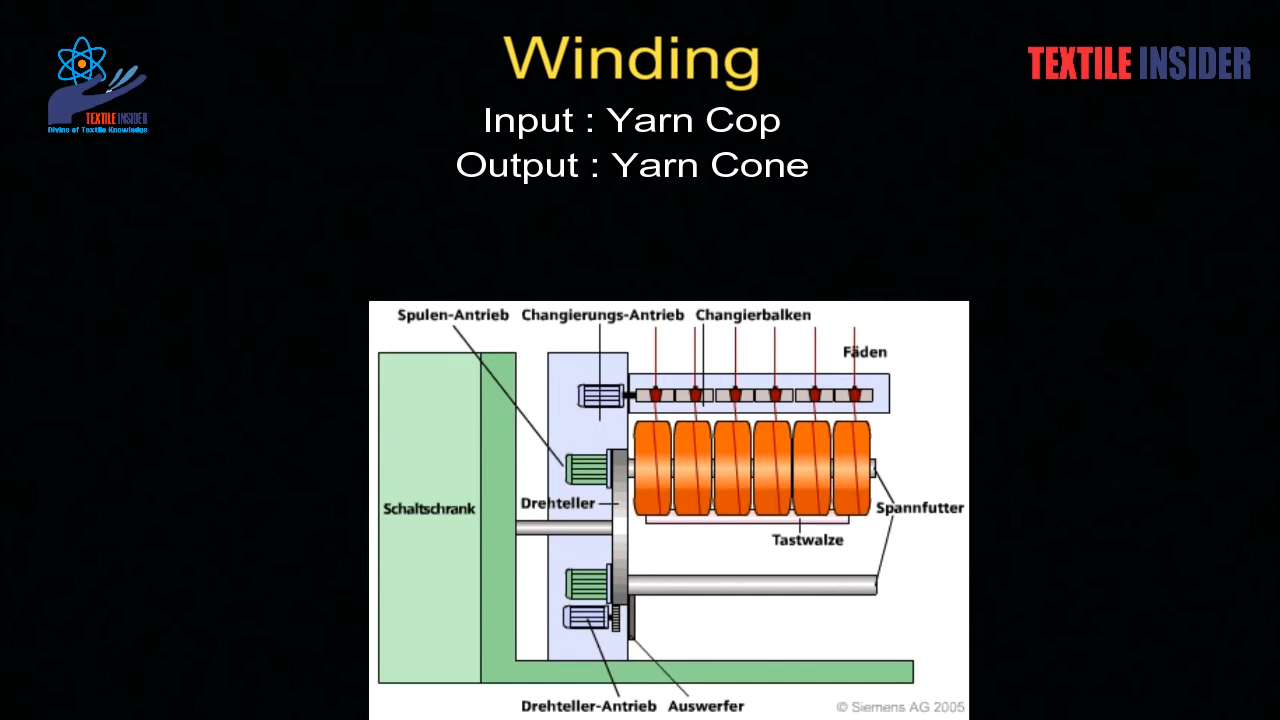 Winding
TEXTILE INSIDER
TEXTILE INSIDER
Divine of Textile Knowledge
Input : Yarn Cop
Output : Yarn Cone
Spulen-Antrieb
Changierungs-Antrieb
Changierbalken
Fäden
Drehteller
Schaltschrank
Spannfutter
Tastwalze
Drehteller-Antrieb
Auswerfer
© Siemens AG 2005